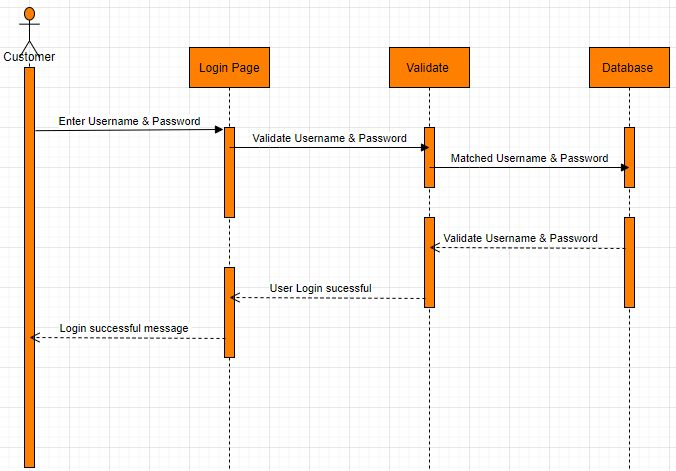 Customer
Login Page
Validate
Database
Enter Username & Password
Validate Username & Password
Matched Username & Password
Validate Username & Password
User Login sucessful
Login successful message